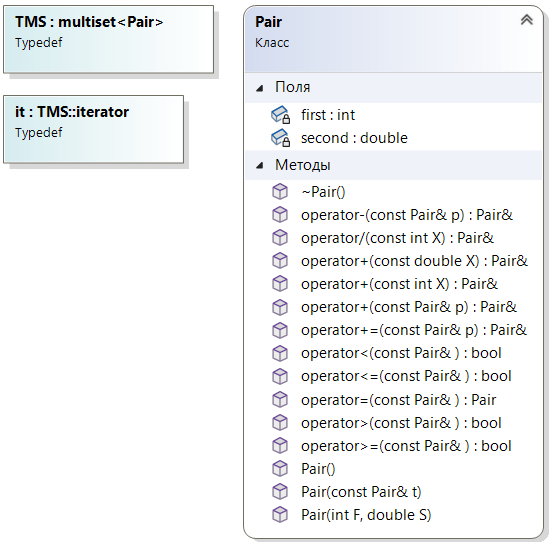 TMS : multiset<Pair>
Typedef
it : TMS::iterator
Typedef
Pair
Класс
Поля
first : int
second : double
Методы
~Pair()
operator-(const Pair& p) : Pair&
operator/(const int X) : Pair&
operator+(const double X) : Pair&
operator+(const int X) : Pair&
operator+(const Pair& p) : Pair&
operator+=(const Pair& p) : Pair&
operator<(const Pair& ) : bool
operator<=(const Pair& ) : bool
operator=(const Pair& ) : Pair
operator>(const Pair& ) : bool
operator>=(const Pair& ) : bool
Pair()
Pair(const Pair& t)
Pair(int F, double S)